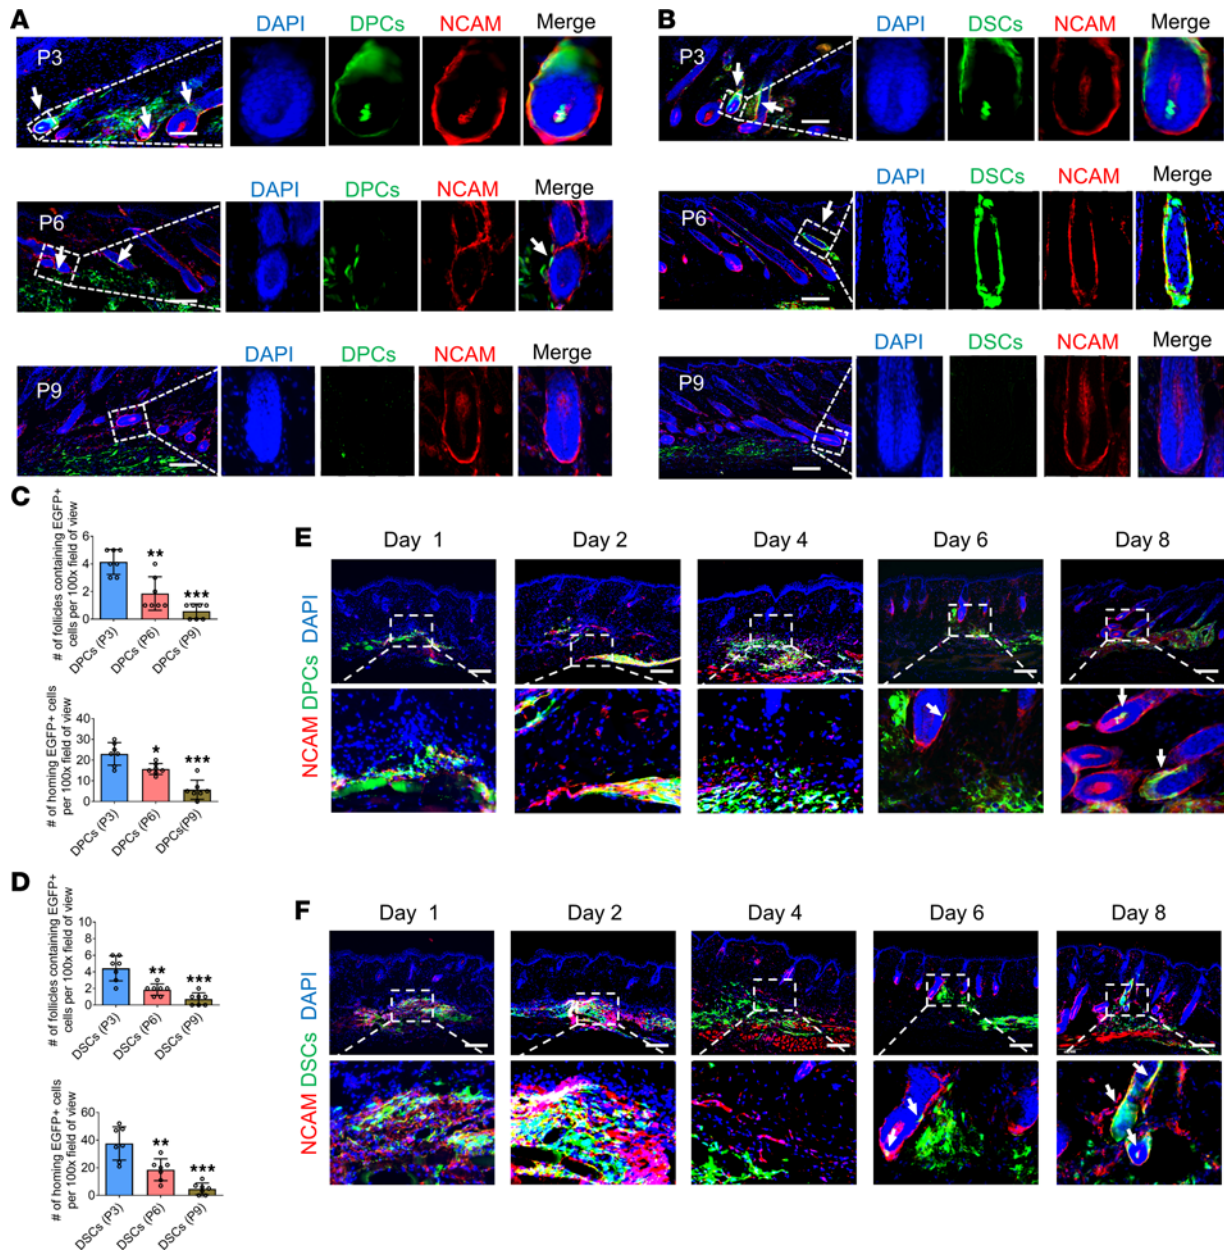 A
DAPI DPCs NCAM Merge
P3
DAPI DPCs NCAM Merge
P6
DAPI DPCs NCAM Merge
P9
B
DAPI DSCs NCAM Merge
P3
DAPI DSCs NCAM Merge
P6
DAPI DSCs NCAM Merge
P9
C
# of follicles containing EGFP+
cells per 100x field of view
6
4
2
0
**
***
DPCs (P3)
DPCs (P6)
DPCs (P9)
# of homing EGFP+ cells
per 100x field of view
40
30
20
10
0
*
***
DPCs (P3)
DPCs (P6)
DPCs(P9)
D
# of follicles containing EGFP+
cells per 100x field of view
10
8
6
4
2
0
**
***
DSCs (P3)
DSCs (P6)
DSCs (P9)
# of homing EGFP+ cells
per 100x field of view
60
40
20
0
**
***
DSCs (P3)
DSCs (P6)
DSCs (P9)
E
Day 1 Day 2 Day 4 Day 6 Day 8
NCAM DPCs DAPI
F
Day 1 Day 2 Day 4 Day 6 Day 8
NCAM DSCs DAPI